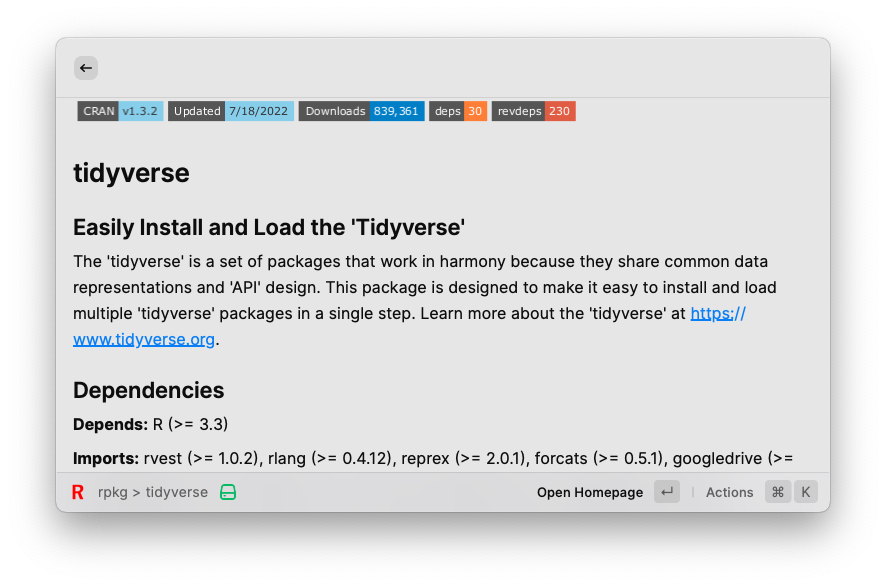 CRAN v1.3.2 Updated 7/18/2022 Downloads 839,361 deps 30 revdeps 230
tidyverse
Easily Install and Load the 'Tidyverse'
The 'tidyverse' is a set of packages that work in harmony because they share common data
representations and 'API' design. This package is designed to make it easy to install and load
multiple 'tidyverse' packages in a single step. Learn more about the 'tidyverse' at https://
www.tidyverse.org.
Dependencies
Depends: R (>= 3.3)
Imports: rvest (>= 1.0.2), rlang (>= 0.4.12), reprex (>= 2.0.1), forcats (>= 0.5.1), googledrive (>=
R rpkg > tidyverse Open Homepage ↵ | Actions ⌘ K